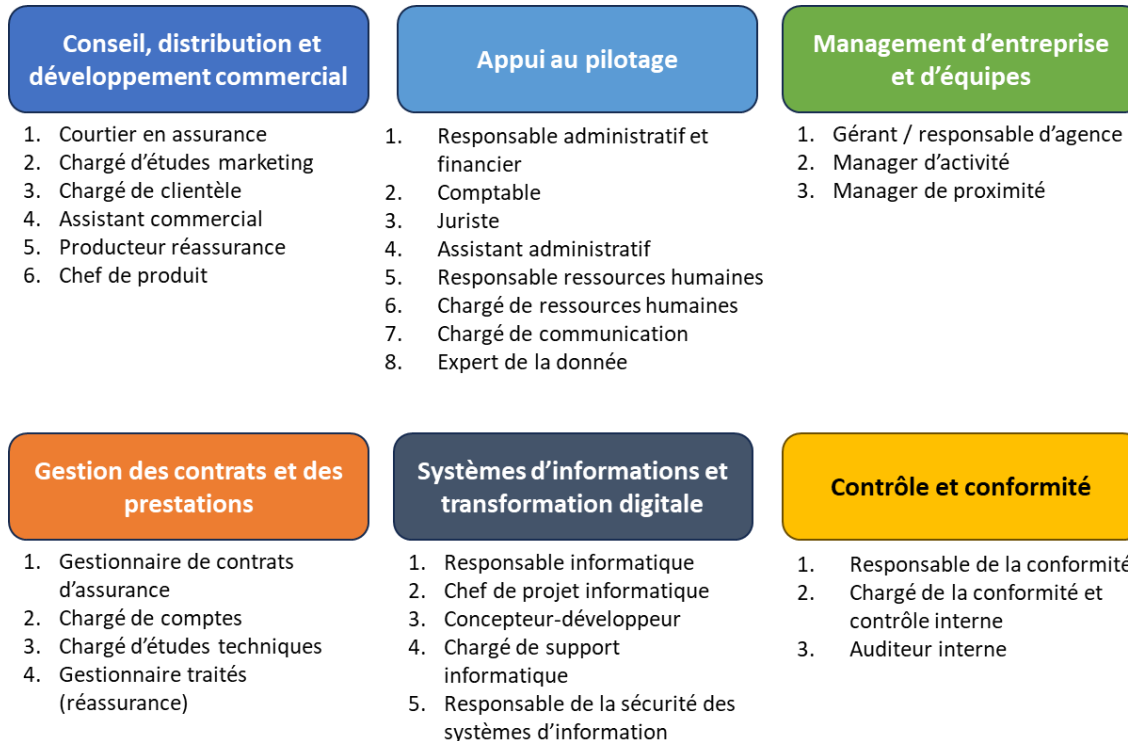 Conseil, distribution et
développement commercial
1. Courtier en assurance
2. Chargé d'études marketing
3. Chargé de clientèle
4. Assistant commercial
5. Producteur réassurance
6. Chef de produit
Appui au pilotage
1. Responsable administratif et
financier
2. Comptable
3. Juriste
4. Assistant administratif
5. Responsable ressources humaines
6. Chargé de ressources humaines
7. Chargé de communication
8. Expert de la donnée
Management d'entreprise
et d'équipes
1. Gérant / responsable d'agence
2. Manager d'activité
3. Manager de proximité
Gestion des contrats et des
prestations
1. Gestionnaire de contrats
d'assurance
2. Chargé de comptes
3. Chargé d'études techniques
4. Gestionnaire traités
(réassurance)
Systèmes d'informations et
transformation digitale
1. Responsable informatique
2. Chef de projet informatique
3. Concepteur-développeur
4. Chargé de support
informatique
5. Responsable de la sécurité des
systèmes d'information
Contrôle et conformité
1. Responsable de la conformité
2. Chargé de la conformité et
contrôle interne
3. Auditeur interne